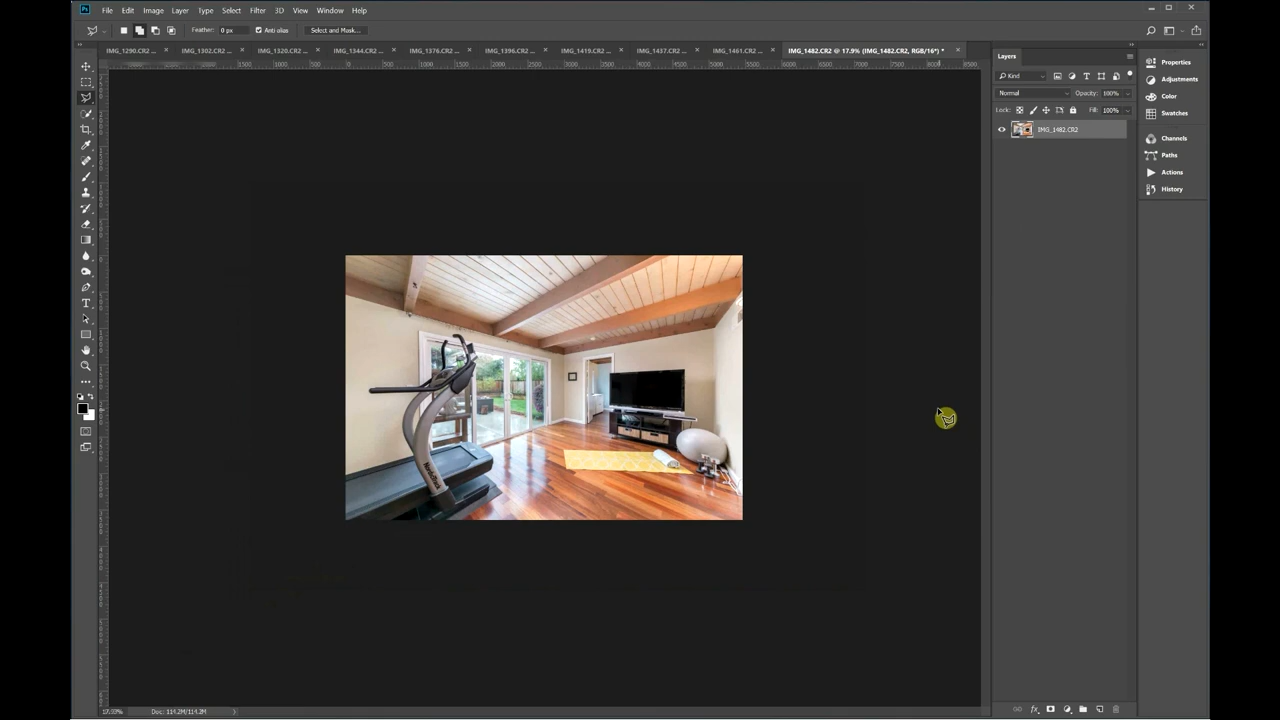 Ps File Edit Image Layer Type Select Filter 3D View Window Help
Feather: 0 px Anti-alias Select and Mask...
IMG_1290.CR2 ... × IMG_1302.CR2 ... × IMG_1320.CR2 ... × IMG_1344.CR2 ... × IMG_1376.CR2 ... × IMG_1396.CR2 ... × IMG_1419.CR2 ... × IMG_1437.CR2 ... × IMG_1461.CR2 ... × IMG_1482.CR2 @ 17.9% (IMG_1482.CR2, RGB/16*) * ×
Layers
Kind
Normal Opacity: 100%
Lock: Fill: 100%
IMG_1482.CR2
Properties
Adjustments
Color
Swatches
Channels
Paths
Actions
History
17.93% Doc: 114.2M/114.2M